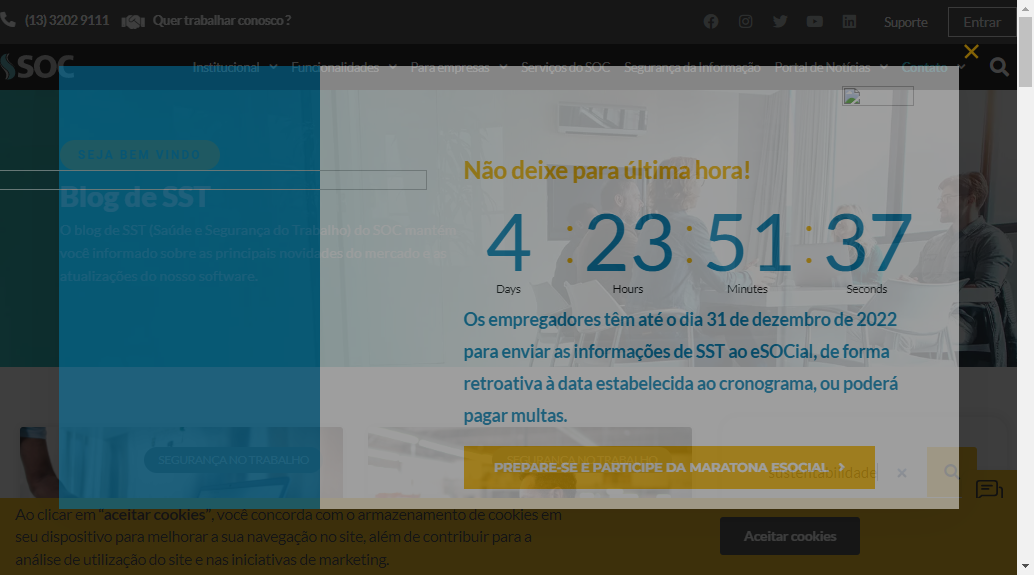 (13) 3202 9111 Quer trabalhar conosco ?
Suporte
Entrar
SOC
Institucional Funcionalidades Para empresas Serviços do SOC Segurança da Informação Portal de Notícias Contato
SEJA BEM VINDO
Blog de SST
O blog de SST (Saúde e Segurança do Trabalho) do SOC mantém
você informado sobre as principais novidades do mercado e as
atualizações do nosso software.
Não deixe para última hora!
4 : 23 : 51 : 37
Days Hours Minutes Seconds
Os empregadores têm até o dia 31 de dezembro de 2022
para enviar as informações de SST ao eSOCial, de forma
retroativa à data estabelecida ao cronograma, ou poderá
pagar multas.
SEGURANÇA NO TRABALHO
SEGURANÇA NO TRABALHO
PREPARE-SE E PARTICIPE DA MARATONA ESOCIAL
sustentabilidade
Ao clicar em "aceitar cookies", você concorda com o armazenamento de cookies em
seu dispositivo para melhorar a sua navegação no site, além de contribuir para a
análise de utilização do site e nas iniciativas de marketing.
Aceitar cookies